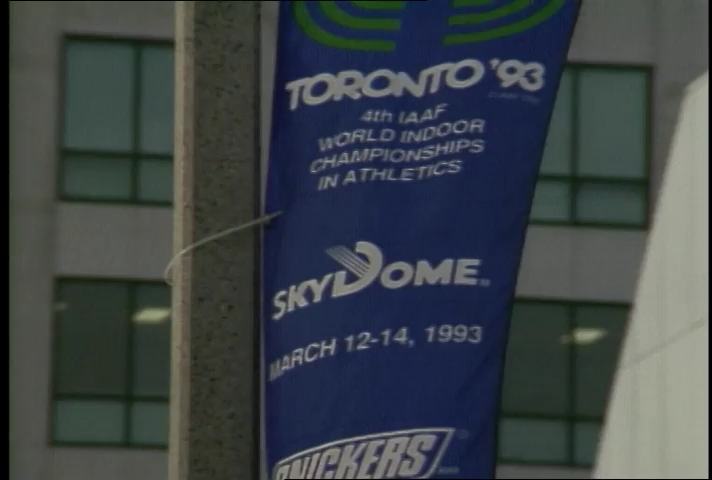 TORONTO '93
4th IAAF
WORLD INDOOR
CHAMPIONSHIPS
IN ATHLETICS
SKYDOME
MARCH 12-14, 1993
SNICKERS